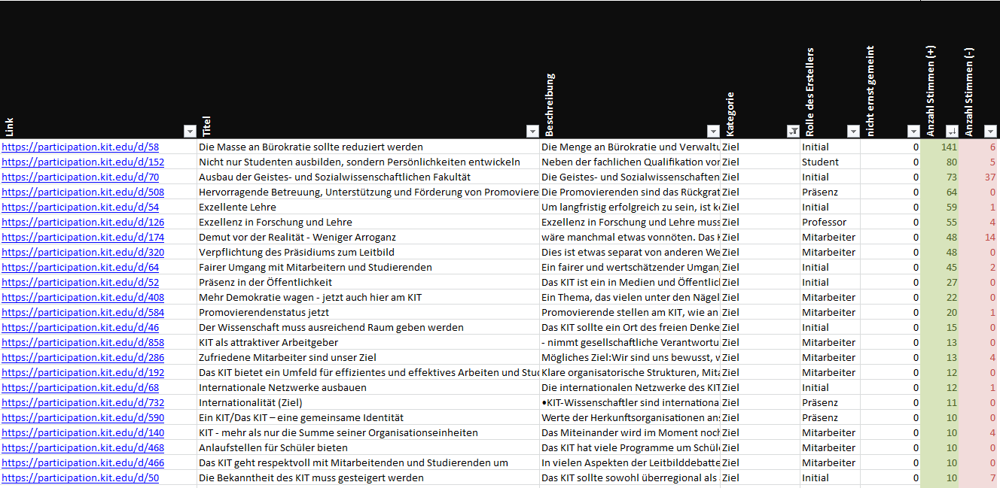 Link Titel Beschreibung Kategorie Rolle des Erstellers nicht ernst gemeint Anzahl Stimmen (+) Anzahl Stimmen (-)
https://participation.kit.edu/d/58 Die Masse an Bürokratie sollte reduziert werden Die Menge an Bürokratie und Verwaltu Ziel Initial 0 141 6
https://participation.kit.edu/d/152 Nicht nur Studenten ausbilden, sondern Persönlichkeiten entwickeln Neben der fachlichen Qualifikation vor Ziel Student 0 80 5
https://participation.kit.edu/d/70 Ausbau der Geistes- und Sozialwissenschaftlichen Fakultät Die Geistes- und Sozialwissenschaften Ziel Initial 0 73 37
https://participation.kit.edu/d/508 Hervorragende Betreuung, Unterstützung und Förderung von Promoviere Die Promovierenden sind das Rückgrat Ziel Präsenz 0 64 0
https://participation.kit.edu/d/54 Exzellente Lehre Um langfristig erfolgreich zu sein, ist ke Ziel Initial 0 59 1
https://participation.kit.edu/d/126 Exzellenz in Forschung und Lehre Exzellenz in Forschung und Lehre muss Ziel Professor 0 55 4
https://participation.kit.edu/d/174 Demut vor der Realität - Weniger Arroganz wäre manchmal etwas vonnöten. Das Ziel Mitarbeiter 0 48 14
https://participation.kit.edu/d/320 Verpflichtung des Präsidiums zum Leitbild Dies ist etwas separat von anderen We Ziel Mitarbeiter 0 48 0
https://participation.kit.edu/d/64 Fairer Umgang mit Mitarbeitern und Studierenden Ein fairer und wertschätzender Umgan Ziel Initial 0 45 2
https://participation.kit.edu/d/52 Präsenz in der Öffentlichkeit Das KIT ist ein in Medien und Öffentlic Ziel Initial 0 27 0
https://participation.kit.edu/d/408 Mehr Demokratie wagen - jetzt auch hier am KIT Ein Thema, das vielen unter den Nägel Ziel Mitarbeiter 0 22 0
https://participation.kit.edu/d/584 Promovierendenstatus jetzt Promovierende stellen am KIT, wie an Ziel Mitarbeiter 0 20 1
https://participation.kit.edu/d/46 Der Wissenschaft muss ausreichend Raum geben werden Das KIT sollte ein Ort des freien Denke Ziel Initial 0 15 0
https://participation.kit.edu/d/858 KIT als attraktiver Arbeitgeber - nimmt gesellschaftliche Verantwortu Ziel Mitarbeiter 0 13 0
https://participation.kit.edu/d/286 Zufriedene Mitarbeiter sind unser Ziel Mögliches Ziel:Wir sind uns bewusst, w Ziel Mitarbeiter 0 13 4
https://participation.kit.edu/d/192 Das KIT bietet ein Umfeld für effizientes und effektives Arbeiten und Stud Klare organisatorische Strukturen, Mita Ziel Mitarbeiter 0 12 0
https://participation.kit.edu/d/68 Internationale Netzwerke ausbauen Die internationalen Netzwerke des KIT Ziel Initial 0 12 1
https://participation.kit.edu/d/732 Internationalität (Ziel) •KIT-Wissenschaftler sind internationa Ziel Präsenz 0 11 0
https://participation.kit.edu/d/590 Ein KIT/Das KIT – eine gemeinsame Identität Werte der Herkunftsorganisationen an Ziel Präsenz 0 10 0
https://participation.kit.edu/d/140 KIT - mehr als nur die Summe seiner Organisationseinheiten Das Miteinander wird im Moment noch Ziel Mitarbeiter 0 10 4
https://participation.kit.edu/d/468 Anlaufstellen für Schüler bieten Das KIT hat viele Programme um Schül Ziel Mitarbeiter 0 10 0
https://participation.kit.edu/d/466 Das KIT geht respektvoll mit Mitarbeitenden und Studierenden um In vielen Aspekten der Leitbilddebatte Ziel Mitarbeiter 0 10 0
https://participation.kit.edu/d/50 Die Bekanntheit des KIT muss gesteigert werden Das KIT sollte sowohl überregional als Ziel Initial 0 10 7